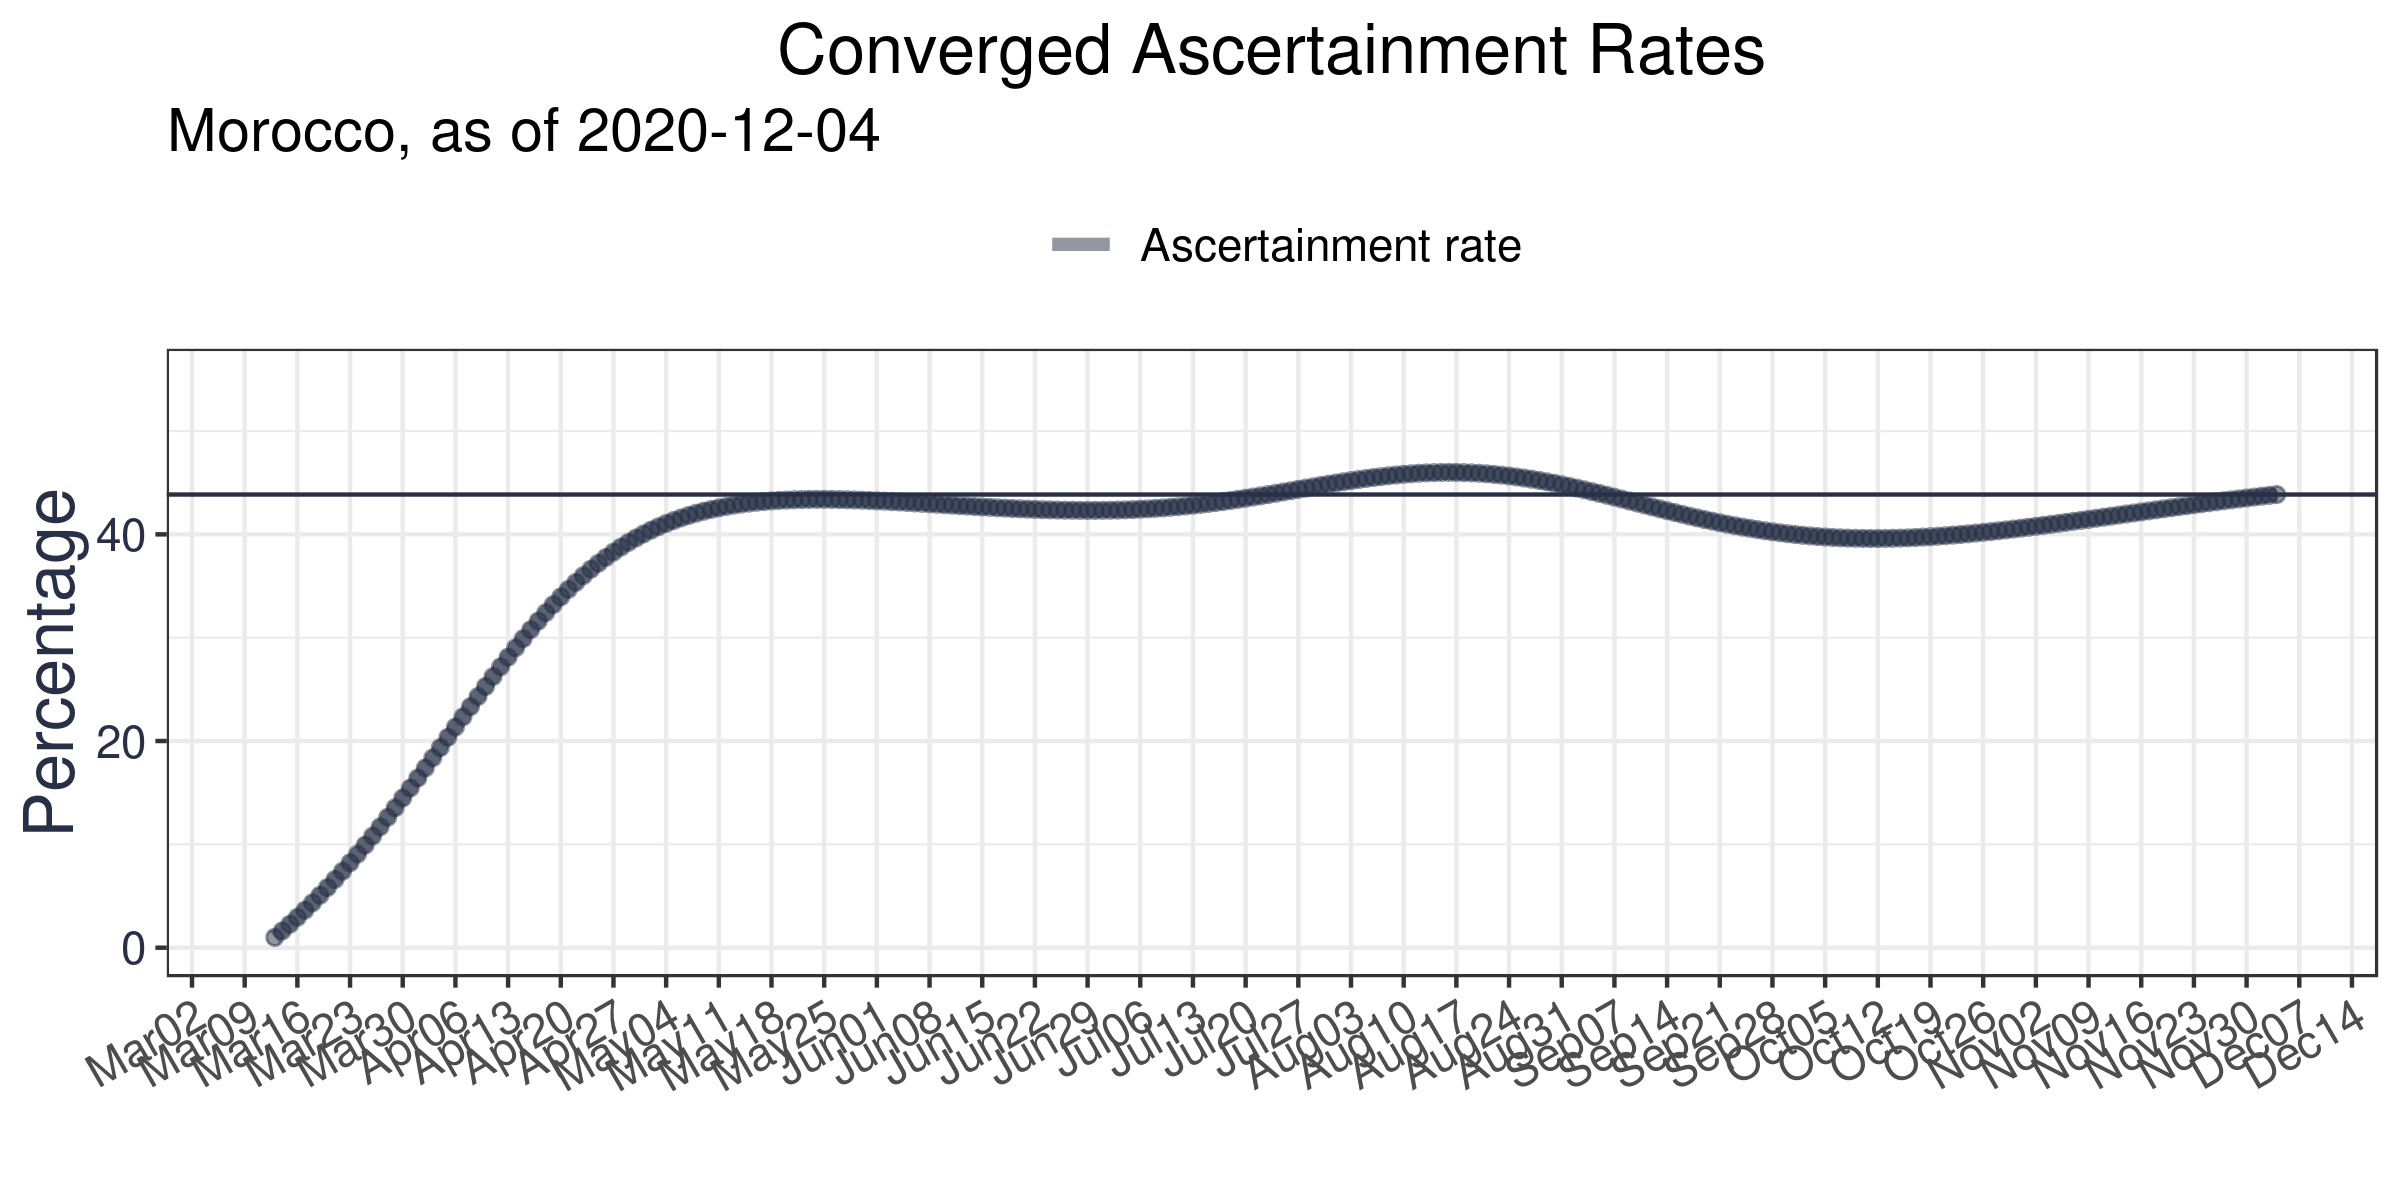 Converged Ascertainment Rates
Morocco, as of 2020-12-04
Ascertainment rate
Percentage
40
20
0
Mar02
Mar09
Mar16
Mar23
Mar30
Apr06
Apr13
Apr20
Apr27
May04
May11
May18
May25
Jun01
Jun08
Jun15
Jun22
Jun29
Jul06
Jul13
Jul20
Jul27
Aug03
Aug10
Aug17
Aug24
Aug31
Sep07
Sep14
Sep21
Sep28
Oct05
Oct12
Oct19
Oct26
Nov02
Nov09
Nov16
Nov23
Nov30
Dec07
Dec14